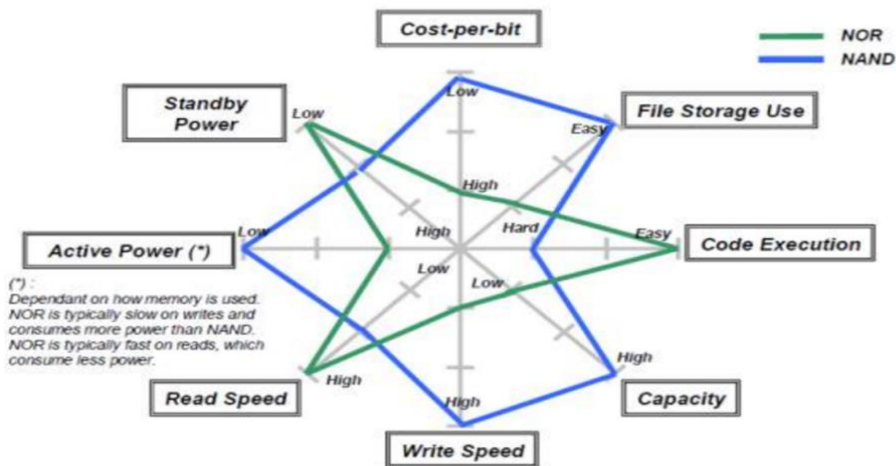 Cost-per-bit
NOR
NAND
Standby
Power
Low
Low
File Storage Use
Easy
High
Active Power (*)
Low
High
Hard
Easy
Code Execution
Low
Low
(*) :
Dependant on how memory is used.
NOR is typically slow on writes and
consumes more power than NAND.
NOR is typically fast on reads, which
consume less power.
High
High
High
Read Speed
Write Speed
Capacity